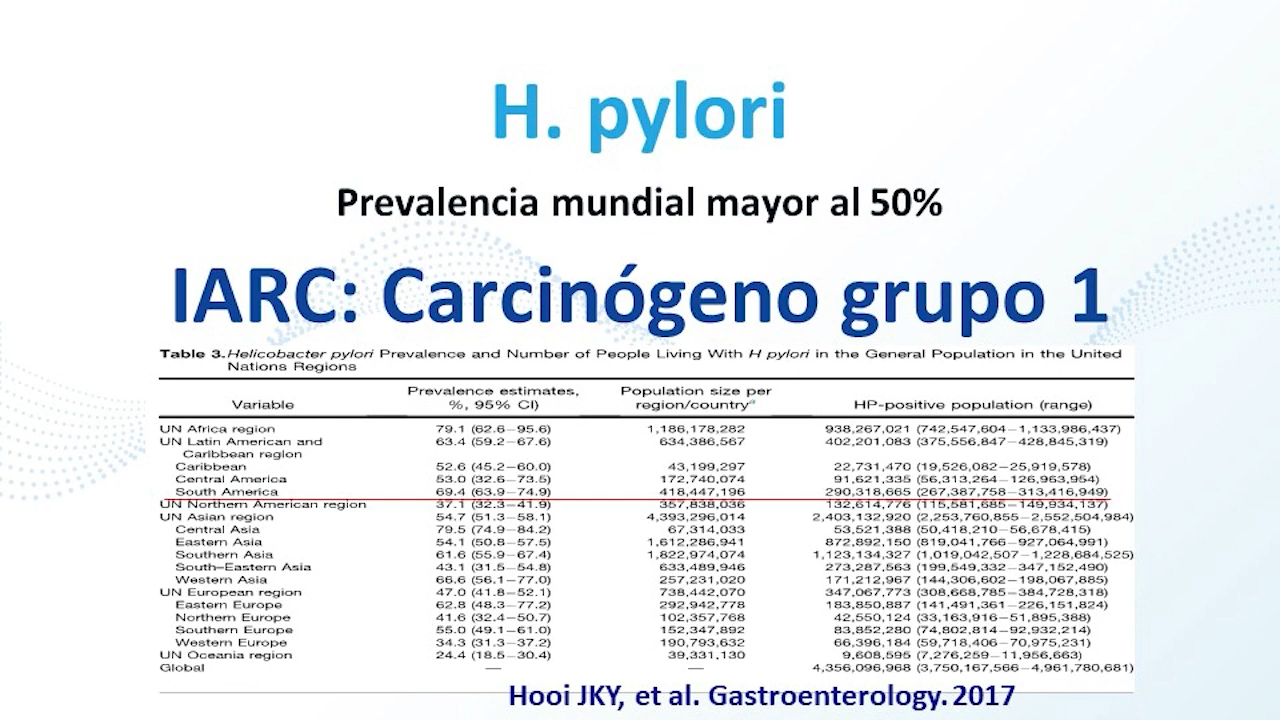 H. pylori
Prevalencia mundial mayor al 50%
IARC: Carcinógeno grupo 1
Table 3. Helicobacter pylori Prevalence and Number of People Living With H pylori in the General Population in the United
Nations Regions
Variable Prevalence estimates, %, 95% CI) Population size per region/country^a HP-positive population (range)
UN Africa region 79.1 (62.6–95.6) 1,186,178,282 938,267,021 (742,547,604–1,133,986,437)
UN Latin American and 63.4 (59.2–67.6) 634,386,567 402,201,083 (375,556,847–428,845,319)
Caribbean region
Caribbean 52.6 (45.2–60.0) 43,199,297 22,731,470 (19,526,082–25,919,578)
Central America 53.0 (32.6–73.5) 172,740,074 91,621,335 (56,313,264–126,963,954)
South America 69.4 (63.9–74.9) 418,447,196 290,318,665 (267,387,758–313,416,949)
UN Northern American region 37.1 (32.3–41.9) 357,838,036 132,614,776 (115,581,685–149,934,137)
UN Asian region 54.7 (51.3–58.1) 4,393,296,014 2,403,132,920 (2,253,760,855–2,552,504,984)
Central Asia 79.5 (74.9–84.2) 67,314,033 53,521,388 (50,418,210–56,678,415)
Eastern Asia 54.1 (50.8–57.5) 1,612,286,941 872,892,150 (819,041,766–927,064,991)
Southern Asia 61.6 (55.9–67.4) 1,822,974,074 1,123,134,327 (1,019,042,507–1,228,684,525)
South–Eastern Asia 43.1 (31.5–54.8) 633,489,946 273,287,563 (199,549,332–347,152,490)
Western Asia 66.6 (56.1–77.0) 257,231,020 171,212,967 (144,306,602–198,067,885)
UN European region 47.0 (41.8–52.1) 738,442,070 347,067,773 (308,668,785–384,728,318)
Eastern Europe 62.8 (48.3–77.2) 292,942,778 183,850,887 (141,491,361–226,151,824)
Northern Europe 41.6 (32.4–50.7) 102,357,768 42,550,124 (33,163,916–51,895,388)
Southern Europe 55.0 (49.1–61.0) 152,347,892 83,852,280 (74,802,814–92,932,214)
Western Europe 34.3 (31.3–37.2) 190,793,632 66,396,184 (59,718,406–70,975,231)
UN Oceania region 24.4 (18.5–30.4) 39,331,130 9,608,595 (7,276,259–11,956,663)
Global — — 4,356,096,968 (3,750,167,566–4,961,780,681)
Hooi JKY, et al. Gastroenterology. 2017